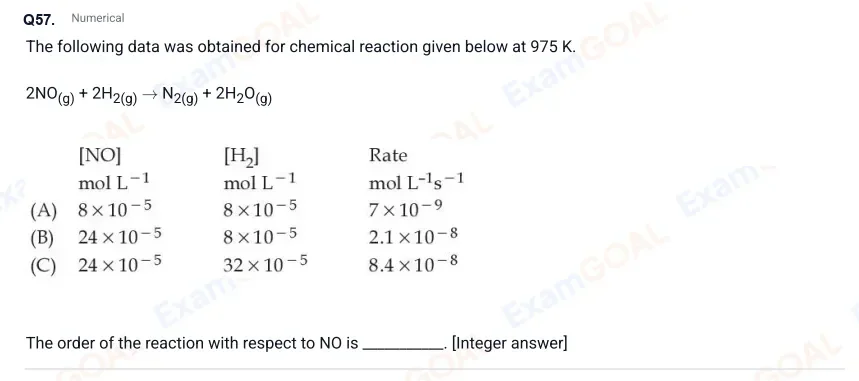 Q57. Numerical
The following data was obtained for chemical reaction given below at 975 K.
2NO(g) + 2H2(g) → N2(g) + 2H2O(g)
[NO] [H₂] Rate
mol L⁻¹ mol L⁻¹ mol L⁻¹s⁻¹
(A) 8 × 10⁻⁵ 8 × 10⁻⁵ 7 × 10⁻⁹
(B) 24 × 10⁻⁵ 8 × 10⁻⁵ 2.1 × 10⁻⁸
(C) 24 × 10⁻⁵ 32 × 10⁻⁵ 8.4 × 10⁻⁸
The order of the reaction with respect to NO is __________. [Integer answer]
ExamGOAL